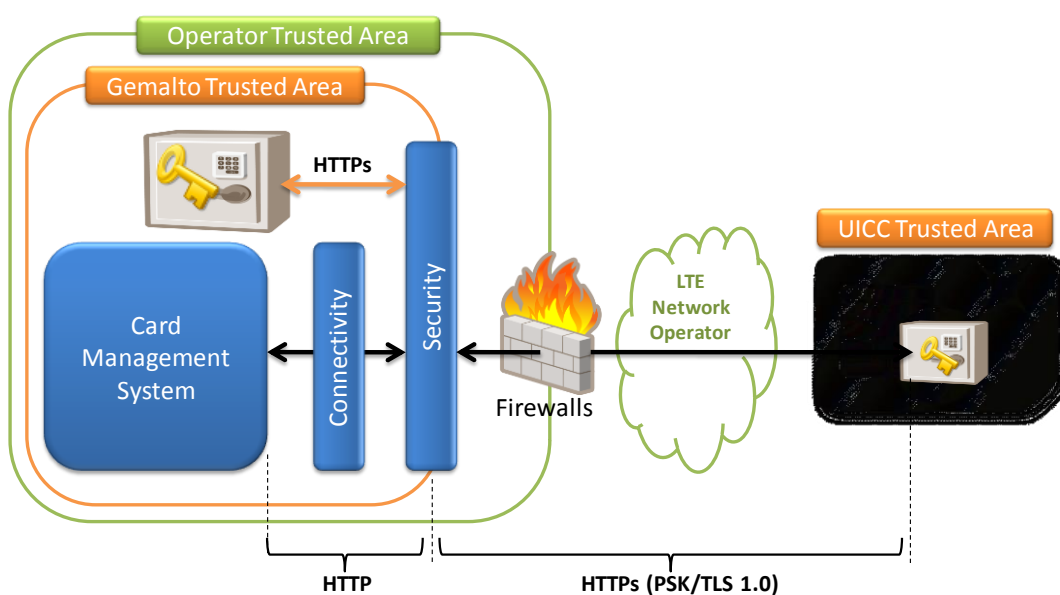 Operator Trusted Area
Gemalto Trusted Area
HTTPs
UICC Trusted Area
Card
Management
System
Connectivity
Security
Firewalls
LTE
Network
Operator
HTTP
HTTPs (PSK/TLS 1.0)